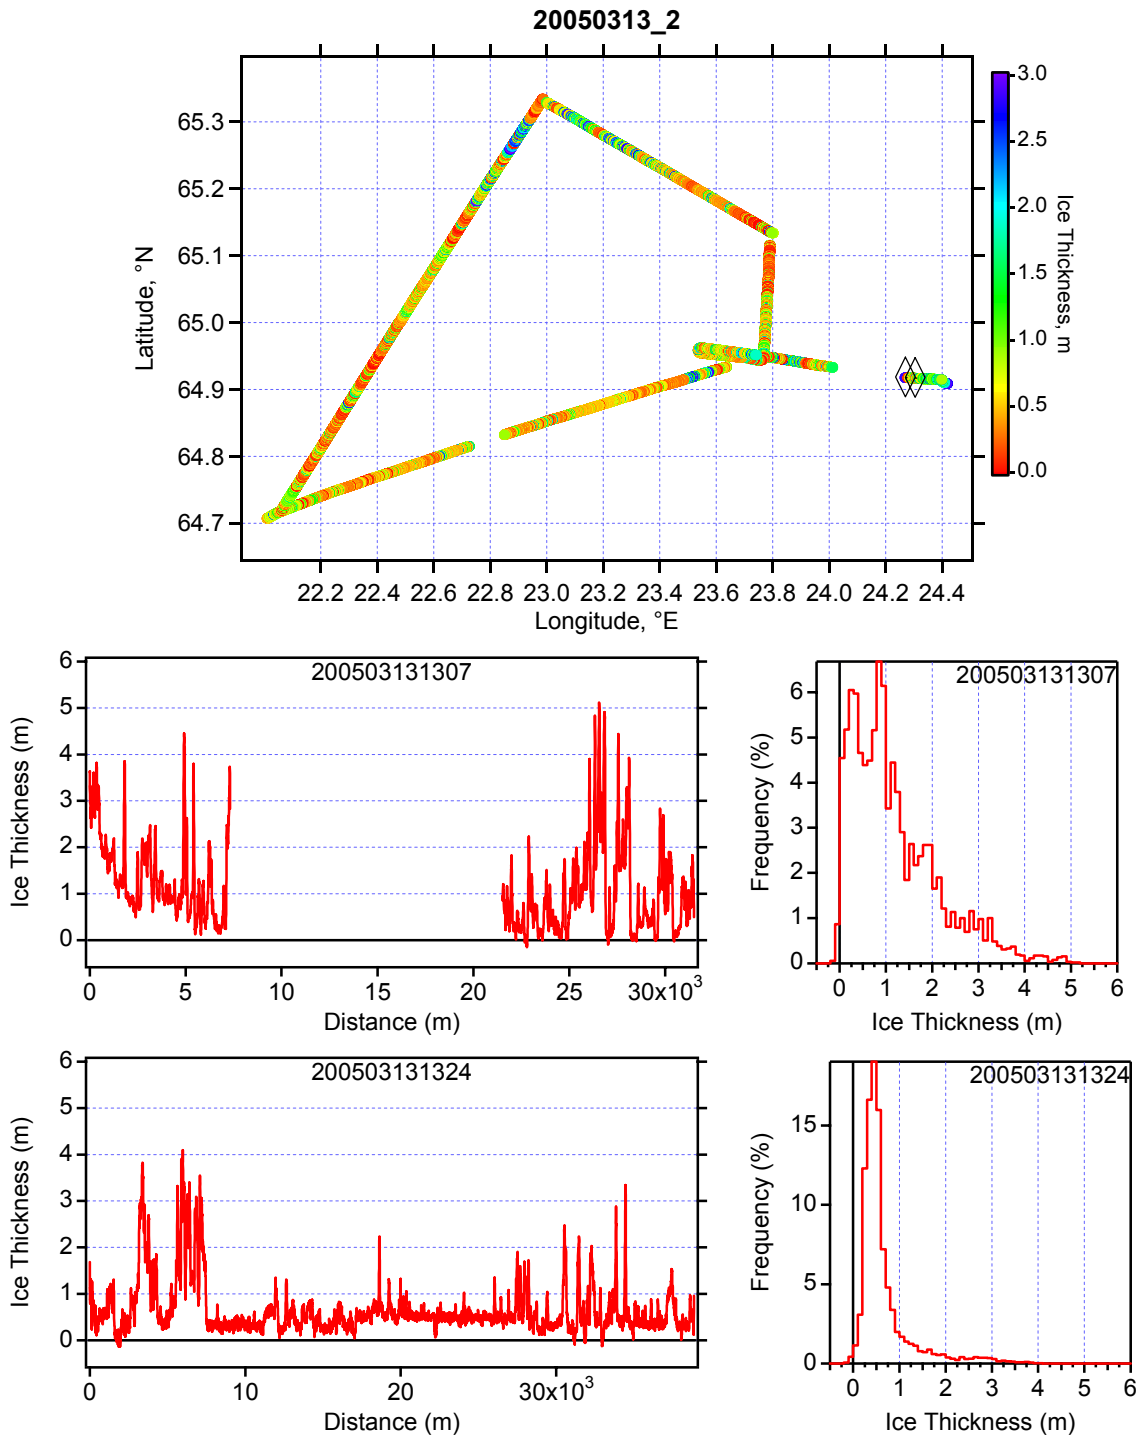 20050313_2
65.3
65.2
65.1
65.0
64.9
64.8
64.7
Latitude, °N
22.2 22.4 22.6 22.8 23.0 23.2 23.4 23.6 23.8 24.0 24.2 24.4
Longitude, °E
3.0
2.5
2.0
1.5
1.0
0.5
0.0
Ice Thickness, m
200503131307
6
5
4
3
2
1
0
Ice Thickness (m)
0 5 10 15 20 25 30x10³
Distance (m)
200503131307
6
5
4
3
2
1
0
Frequency (%)
0 1 2 3 4 5 6
Ice Thickness (m)
200503131324
6
5
4
3
2
1
0
Ice Thickness (m)
0 10 20 30x10³
Distance (m)
200503131324
15
10
5
0
Frequency (%)
0 1 2 3 4 5 6
Ice Thickness (m)